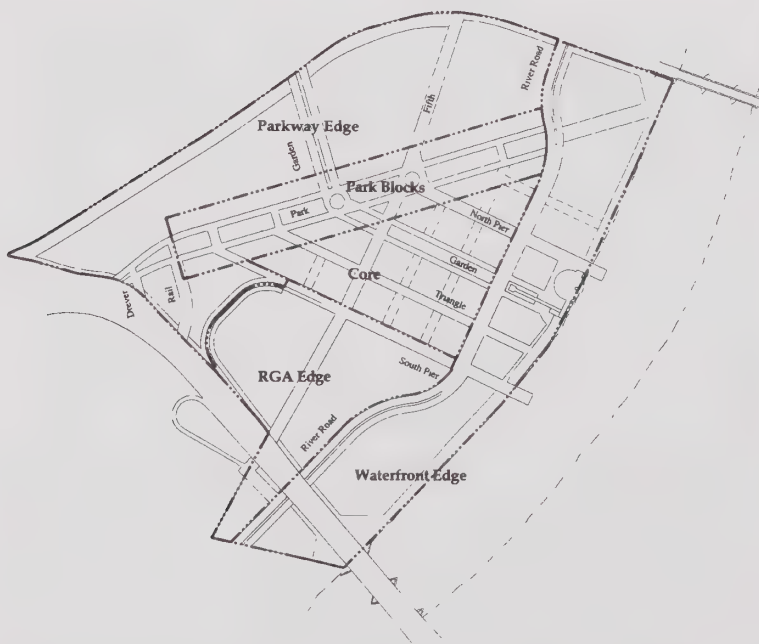 River Road
Fifth
Parkway Edge
Garden
Park Blocks
Park
North Pier
Garden
Core
Triangle
Rail
Drever
South Pier
RGA Edge
River Road
Waterfront Edge